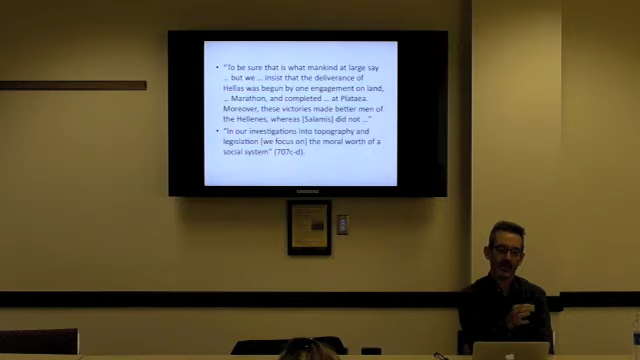 • "To be sure that is what mankind at large say
… but we … insist that the deliverance of
Hellas was begun by one engagement on land,
… Marathon, and completed … at Plataea.
Moreover, these victories made better men of
the Hellenes, whereas [Salamis] did not …"
• "In our investigations into topography and
legislation [we focus on] the moral worth of a
social system" (707c-d).
SAMSUNG